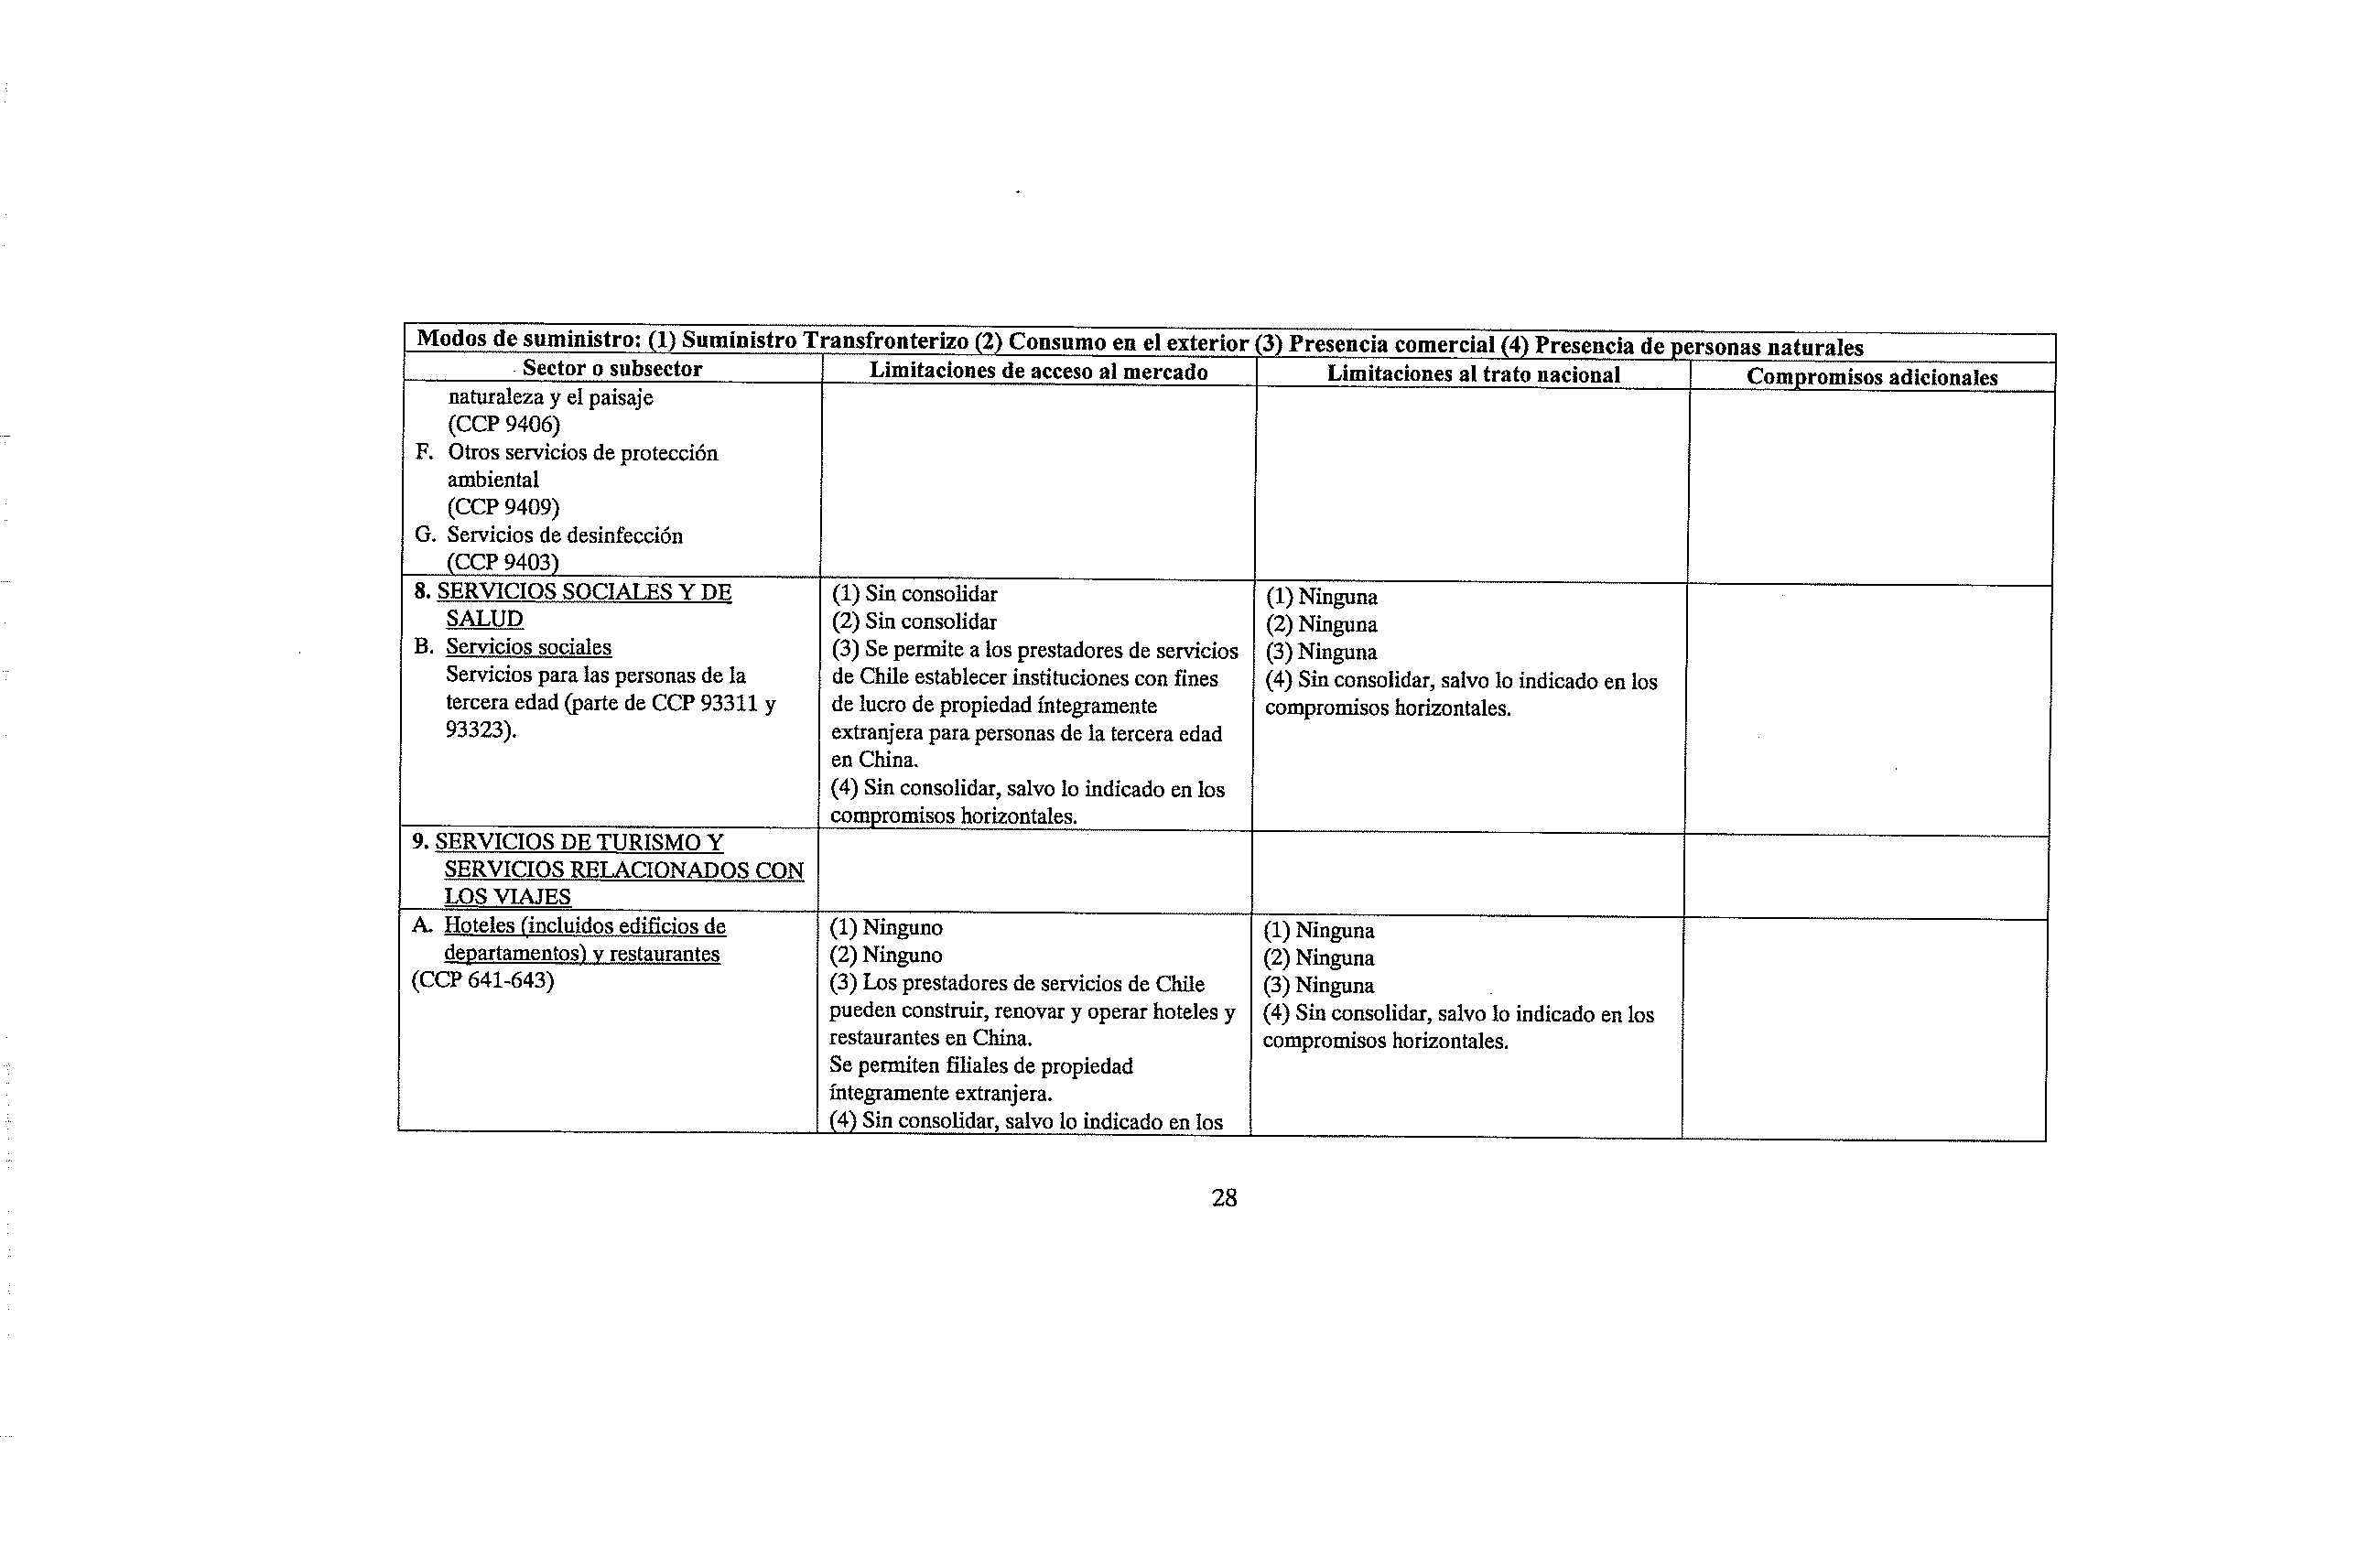 Modos de suministro: (1) Suministro Transfronterizo (2) Consumo en el exterior (3) Presencia comercial (4) Presencia de personas naturales
Sector o subsector
Limitaciones de acceso al mercado
Limitaciones al trato nacional
Compromisos adicionales
naturaleza y el paisaje
(CCP 9406)
F. Otros servicios de protección
ambiental
(CCP 9409)
G. Servicios de desinfección
(CCP 9403)
8. SERVICIOS SOCIALES Y DE
SALUD
B. Servicios sociales
Servicios para las personas de la
tercera edad (parte de CCP 93311 y
93323).
(1) Sin consolidar
(2) Sin consolidar
(3) Se permite a los prestadores de servicios
de Chile establecer instituciones con fines
de lucro de propiedad íntegramente
extranjera para personas de la tercera edad
en China.
(4) Sin consolidar, salvo lo indicado en los
compromisos horizontales.
(1) Ninguna
(2) Ninguna
(3) Ninguna
(4) Sin consolidar, salvo lo indicado en los
compromisos horizontales.
9. SERVICIOS DE TURISMO Y
SERVICIOS RELACIONADOS CON
LOS VIAJES
A. Hoteles (incluidos edificios de
departamentos) y restaurantes
(CCP 641-643)
(1) Ninguno
(2) Ninguno
(3) Los prestadores de servicios de Chile
pueden construir, renovar y operar hoteles y
restaurantes en China.
Se permiten filiales de propiedad
íntegramente extranjera.
(4) Sin consolidar, salvo lo indicado en los
(1) Ninguna
(2) Ninguna
(3) Ninguna
(4) Sin consolidar, salvo lo indicado en los
compromisos horizontales.
28